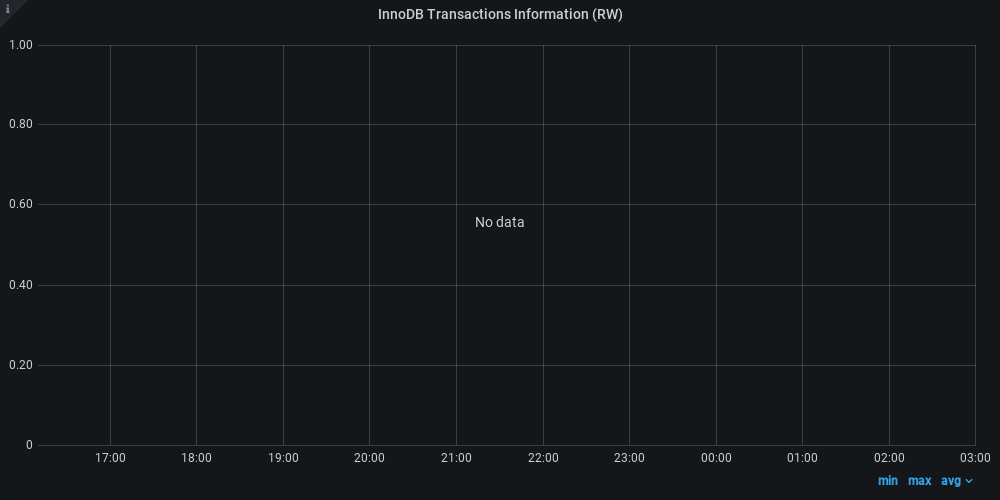 i
InnoDB Transactions Information (RW)
1.00
0.80
0.60
No data
0.40
0.20
0
17:00 18:00 19:00 20:00 21:00 22:00 23:00 00:00 01:00 02:00 03:00
min max avg